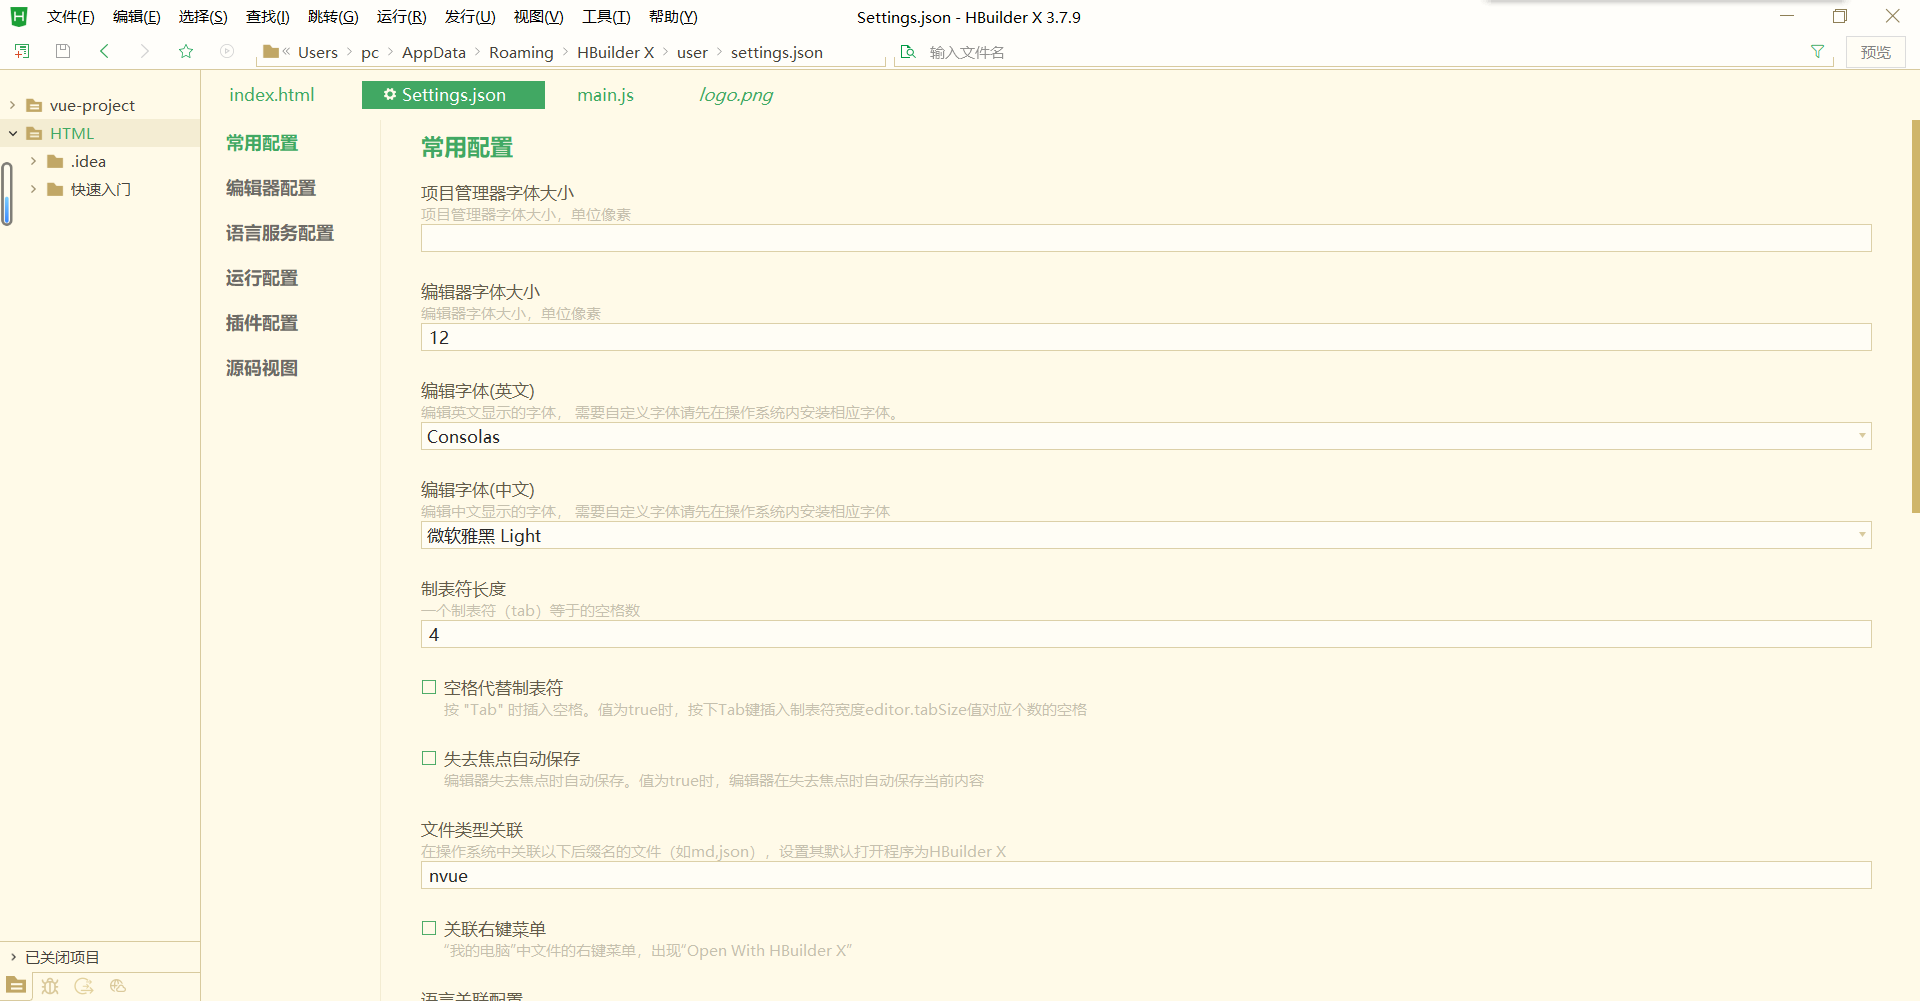 文件(F) 编辑(E) 选择(S) 查找(I) 跳转(G) 运行(R) 发行(U) 视图(V) 工具(T) 帮助(Y) Settings.json - HBuilder X 3.7.9
« Users > pc > AppData > Roaming > HBuilder X > user > settings.json 输入文件名 预览
index.html Settings.json main.js logo.png
vue-project
HTML
.idea
快速入门
已关闭项目
常用配置
编辑器配置
语言服务配置
运行配置
插件配置
源码视图
常用配置
项目管理器字体大小
项目管理器字体大小，单位像素
编辑器字体大小
编辑器字体大小，单位像素
12
编辑字体(英文)
编辑英文显示的字体， 需要自定义字体请先在操作系统内安装相应字体。
Consolas
编辑字体(中文)
编辑中文显示的字体， 需要自定义字体请先在操作系统内安装相应字体
微软雅黑 Light
制表符长度
一个制表符（tab）等于的空格数
4
空格代替制表符
按 "Tab" 时插入空格。值为true时，按下Tab键插入制表符宽度editor.tabSize值对应个数的空格
失去焦点自动保存
编辑器失去焦点时自动保存。值为true时，编辑器在失去焦点时自动保存当前内容
文件类型关联
在操作系统中关联以下后缀名的文件（如md,json），设置其默认打开程序为HBuilder X
nvue
关联右键菜单
“我的电脑”中文件的右键菜单，出现“Open With HBuilder X”
语言关联配置